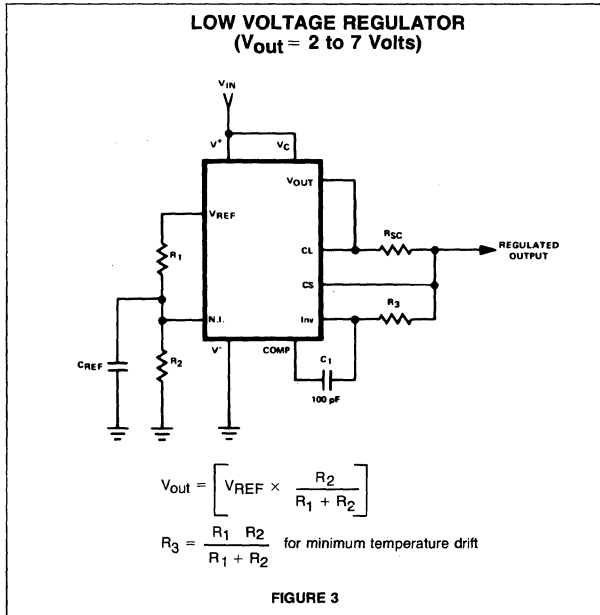 LOW VOLTAGE REGULATOR
(Vout = 2 to 7 Volts)
VIN
V+ VC
VOUT
VREF
R1
RSC
CL
REGULATED
OUTPUT
CS
R3
N.I.
Inv
CREF
R2
V-
COMP
C1
100 pF
Vout = [VREF × R2 / R1 + R2]
R3 = R1 R2 / R1 + R2 for minimum temperature drift
FIGURE 3